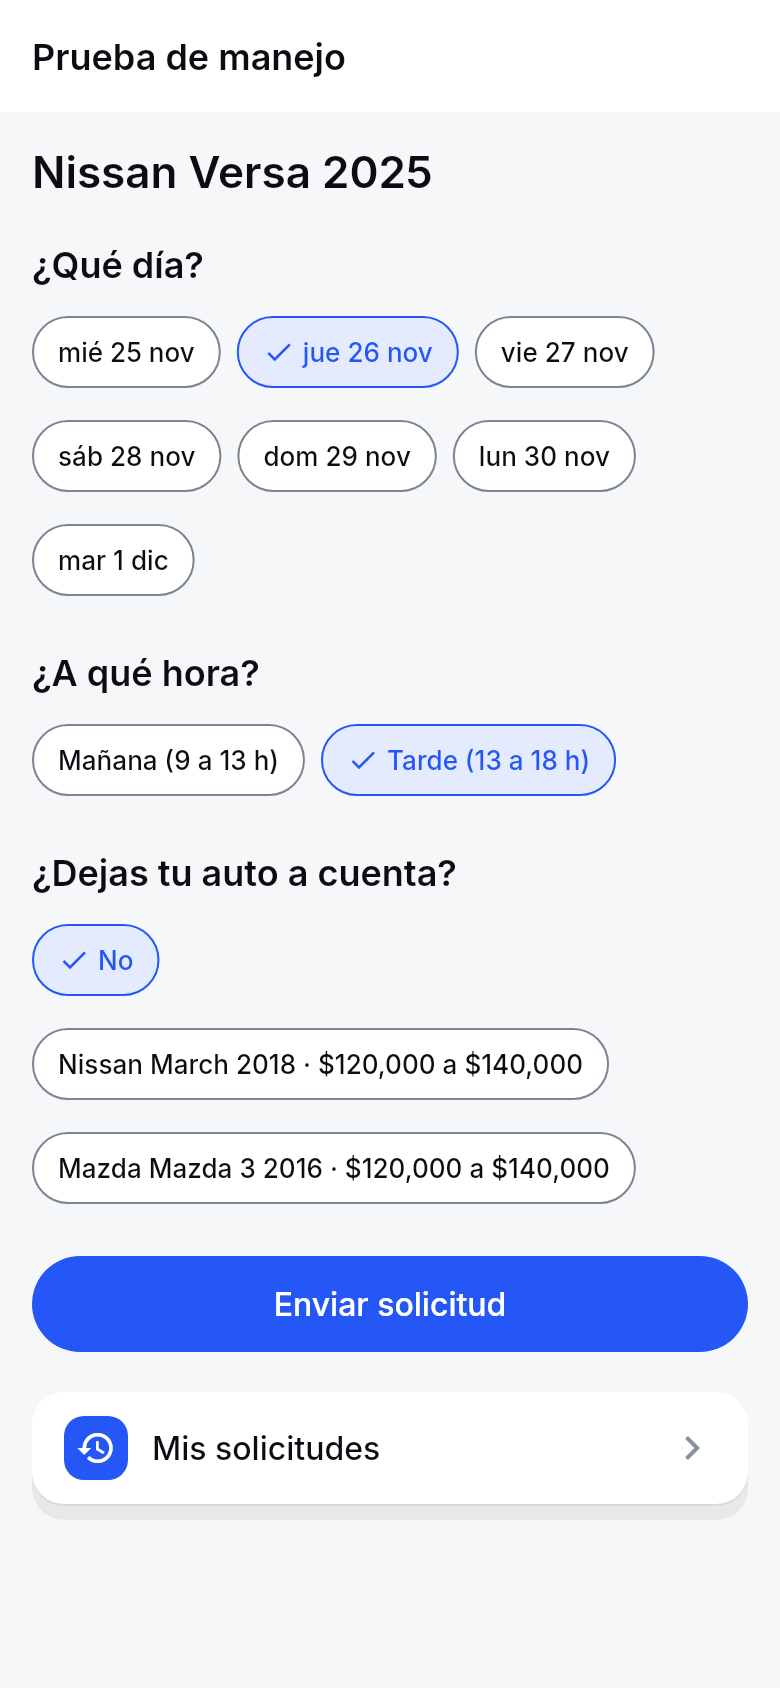 Prueba de manejo
Nissan Versa 2025
¿Qué día?
mié 25 nov
jue 26 nov
vie 27 nov
sáb 28 nov
dom 29 nov
lun 30 nov
mar 1 dic
¿A qué hora?
Mañana (9 a 13 h)
Tarde (13 a 18 h)
¿Dejas tu auto a cuenta?
No
Nissan March 2018 · $120,000 a $140,000
Mazda Mazda 3 2016 · $120,000 a $140,000
Enviar solicitud
Mis solicitudes